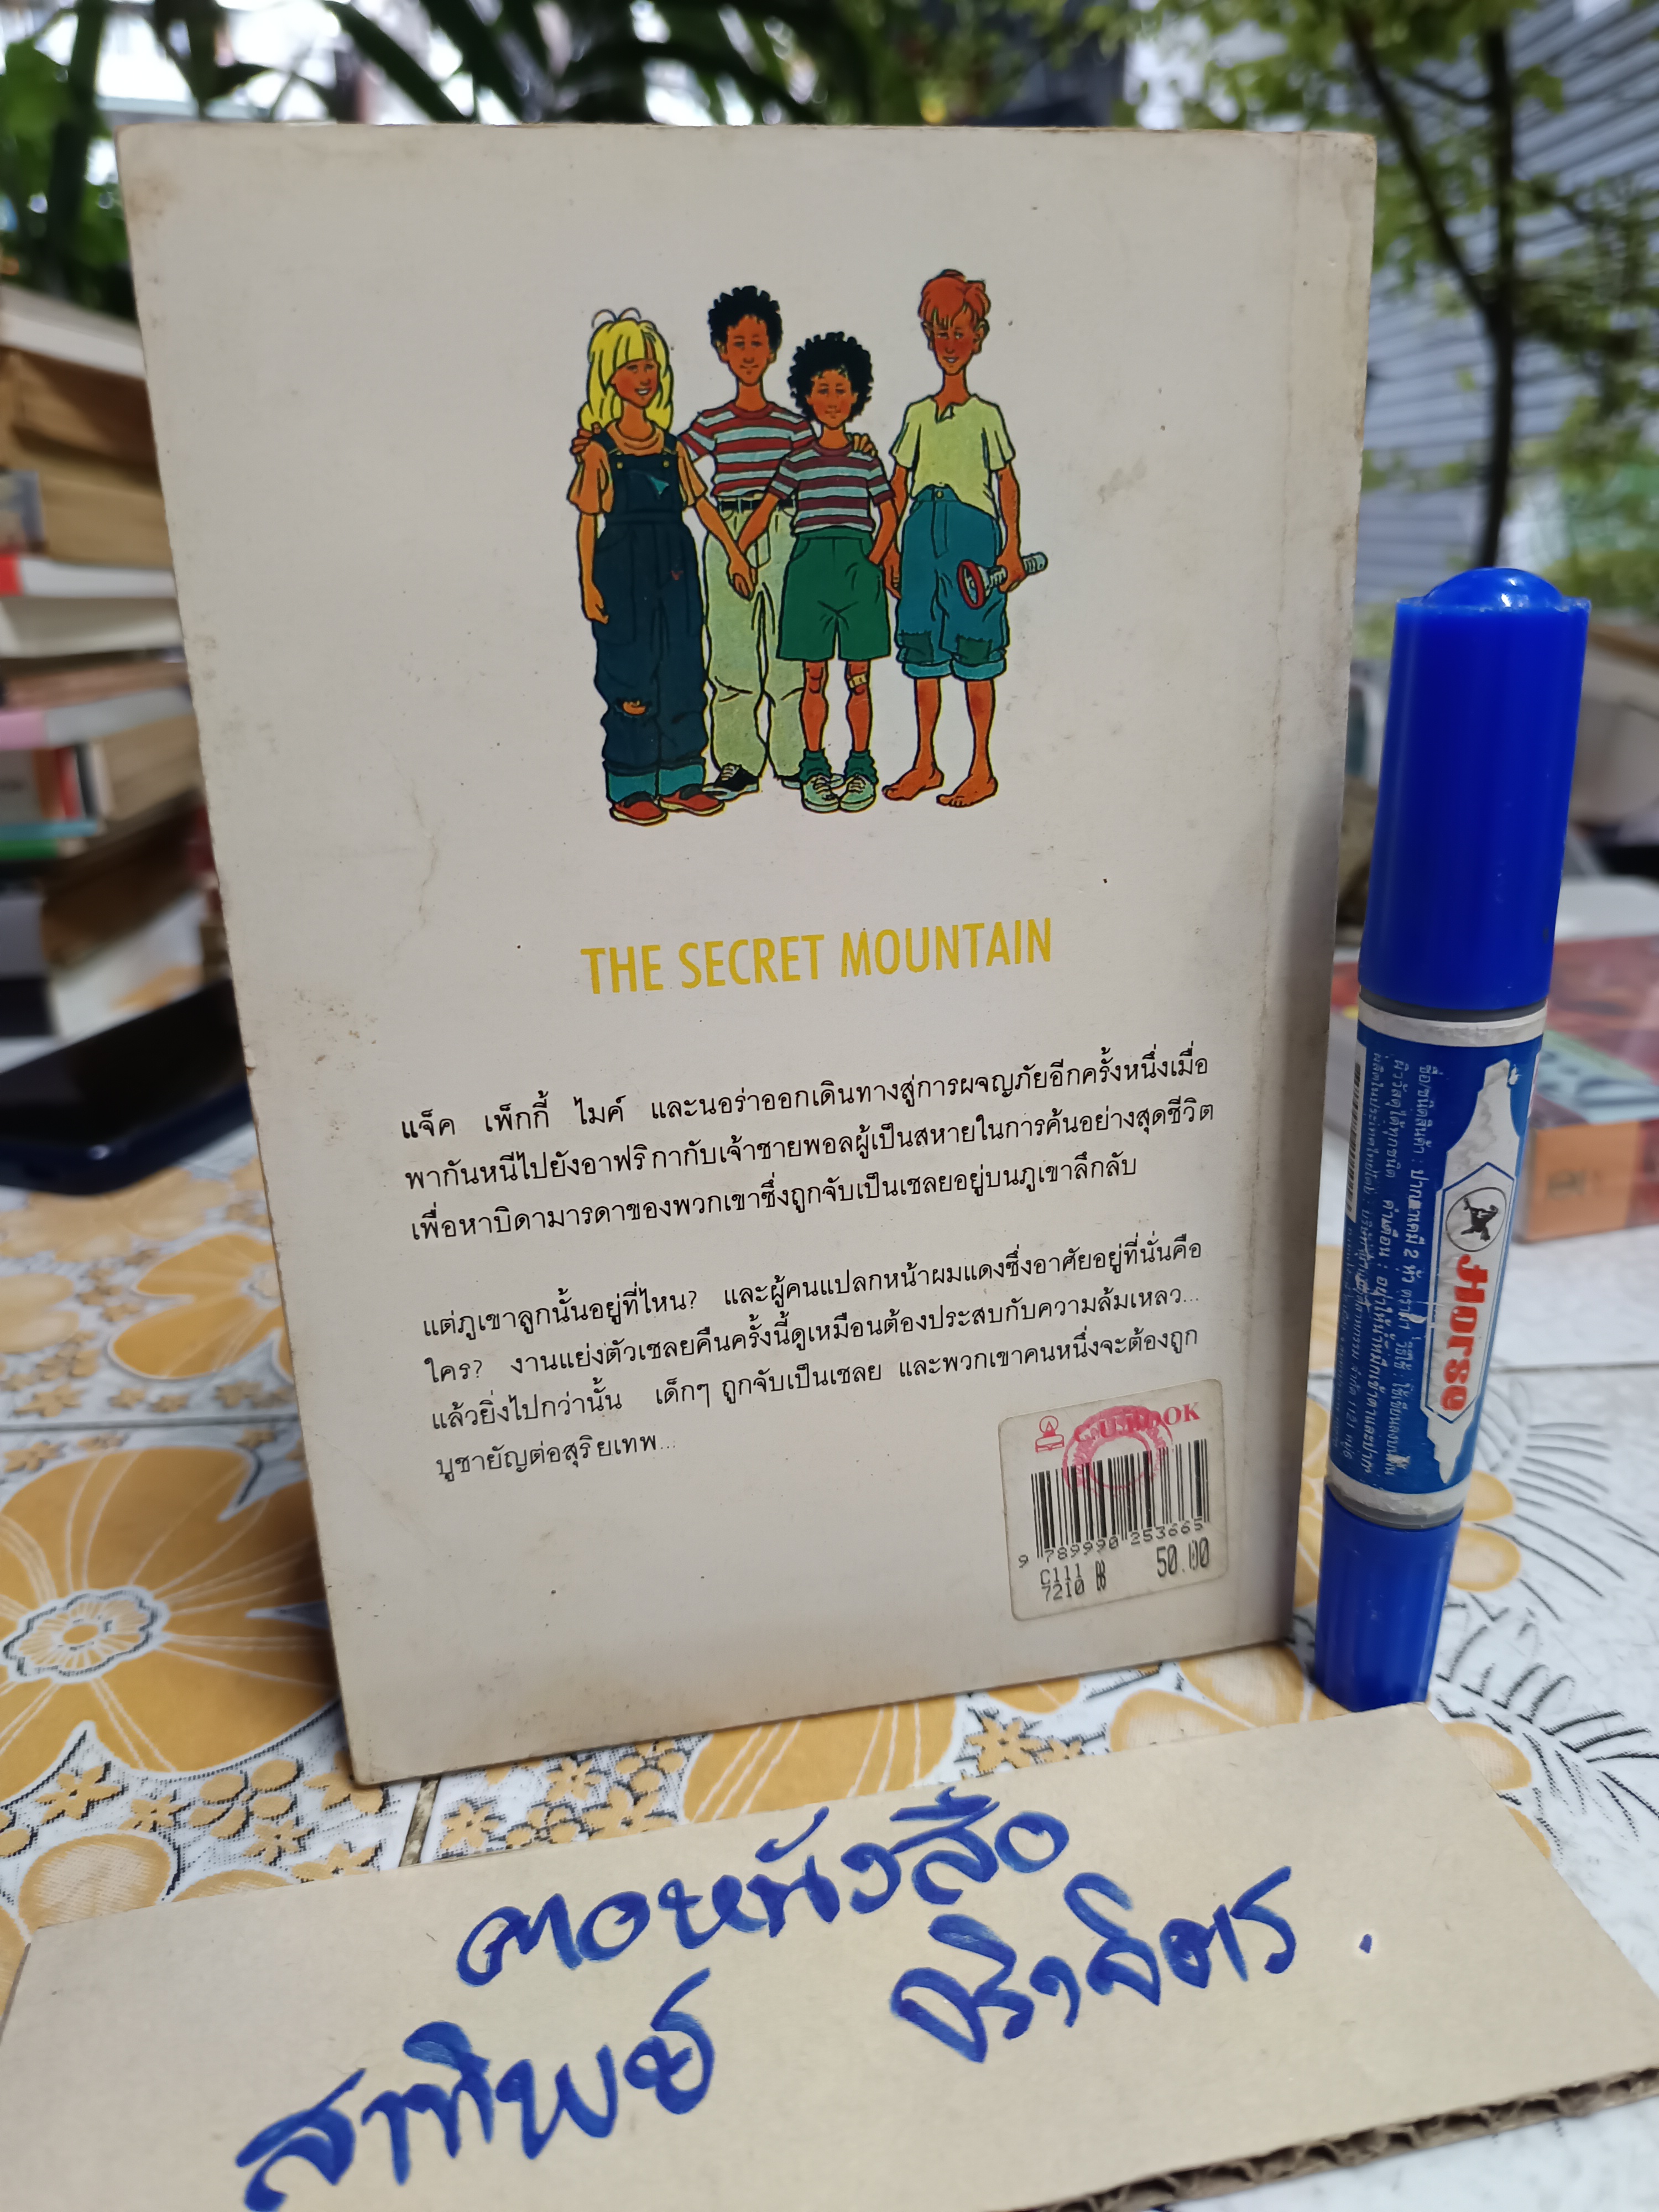 THE SECRET MOUNTAIN
แจ็ค เพ็กกี้ ไมค์ และนอร่าออกเดินทางสู่การผจญภัยอีกครั้งหนึ่งเมื่อ
พากันหนีไปยังอาฟริกากับเจ้าชายพอลผู้เป็นสหายในการค้นอย่างสุดชีวิต
เพื่อหาบิดามารดาของพวกเขาซึ่งถูกจับเป็นเชลยอยู่บนภูเขาลึกลับ
แต่ภูเขาลูกนั้นอยู่ที่ไหน? และผู้คนแปลกหน้าผมแดงซึ่งอาศัยอยู่ที่นั่นคือ
ใคร? งานแย่งตัวเชลยคืนครั้งนี้ดูเหมือนต้องประสบกับความล้มเหลว...
แล้วยิ่งไปกว่านั้น เด็กๆ ถูกจับเป็นเชลย และพวกเขาคนหนึ่งจะต้องถูก
บูชายัญต่อสุริยเทพ...
C.U.BOOK
9 789990 253665
C111 ฿ 50.00
7210
Horse
ฅอหนังสือ
สาทิพย์ จิราจิตร.